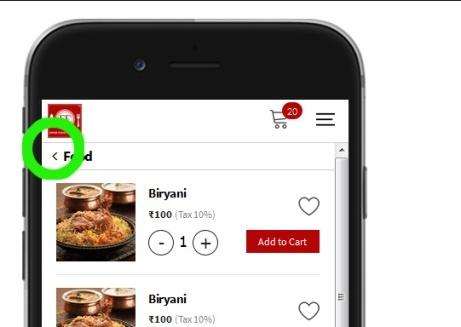 20
< Food
Biryani
₹100 (Tax 10%)
- 1 +
Add to Cart
Biryani
₹100 (Tax 10%)